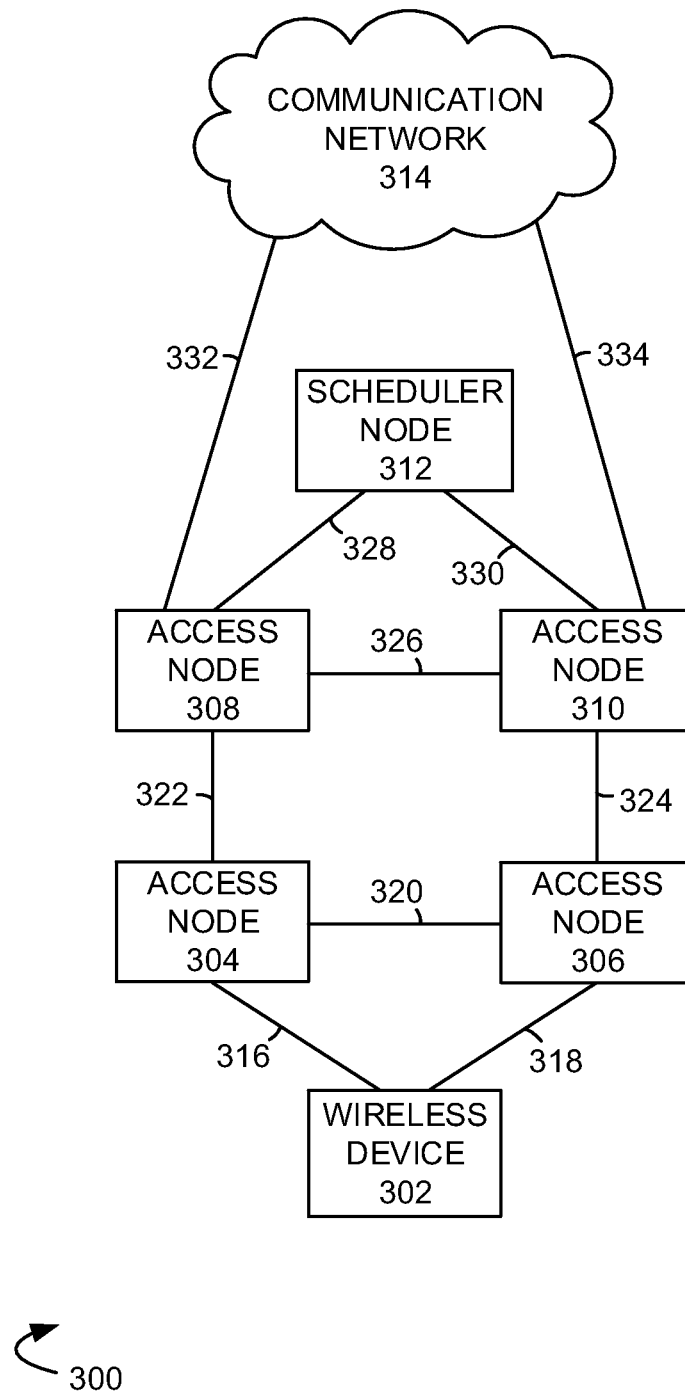 COMMUNICATION
NETWORK
314
332
334
SCHEDULER
NODE
312
328
330
ACCESS
NODE
308
326
ACCESS
NODE
310
322
324
ACCESS
NODE
304
320
ACCESS
NODE
306
316
318
WIRELESS
DEVICE
302
300